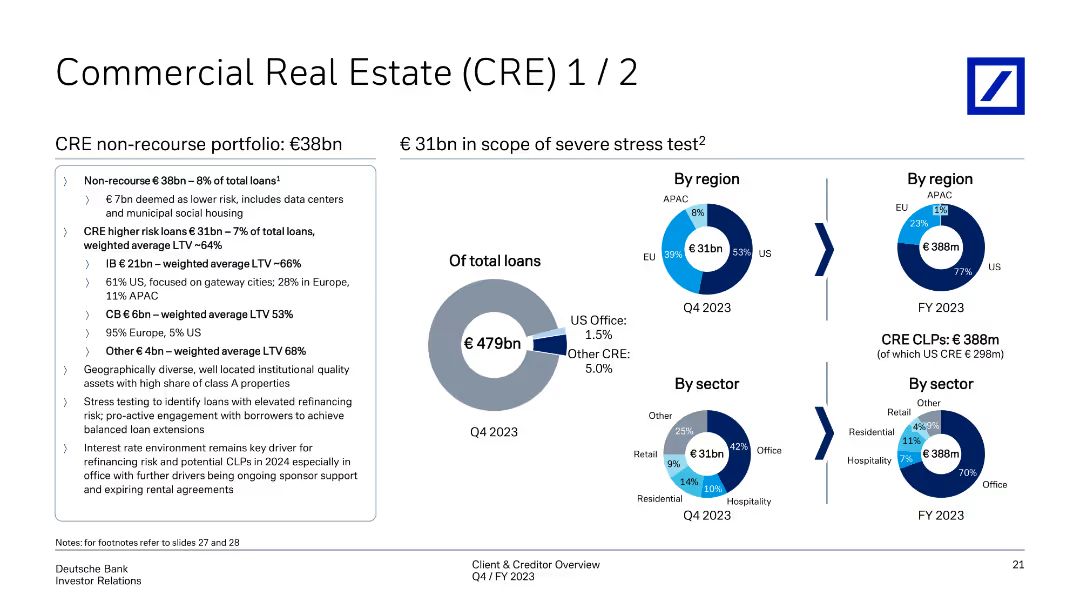 Commercial Real Estate (CRE) 1 / 2
CRE non-recourse portfolio: €38bn
〉 Non-recourse € 38bn – 8% of total loans¹
〉 € 7bn deemed as lower risk, includes data centers
and municipal social housing
〉 CRE higher risk loans € 31bn – 7% of total loans,
weighted average LTV ~64%
〉 IB € 21bn – weighted average LTV ~66%
〉 61% US, focused on gateway cities; 28% in Europe,
11% APAC
〉 CB € 6bn – weighted average LTV 53%
〉 95% Europe, 5% US
〉 Other € 4bn – weighted average LTV 68%
〉 Geographically diverse, well located institutional quality
assets with high share of class A properties
〉 Stress testing to identify loans with elevated refinancing
risk; pro-active engagement with borrowers to achieve
balanced loan extensions
〉 Interest rate environment remains key driver for
refinancing risk and potential CLPs in 2024 especially in
office with further drivers being ongoing sponsor support
and expiring rental agreements
€ 31bn in scope of severe stress test²
Of total loans
€ 479bn
US Office:
1.5%
Other CRE:
5.0%
Q4 2023
By region
APAC
8%
EU
39%
€ 31bn
53%
US
Q4 2023
By region
APAC
1%
EU
23%
€ 388m
77%
US
FY 2023
CRE CLPs: € 388m
(of which US CRE € 298m)
By sector
Other
25%
42%
Office
Retail
9%
€ 31bn
14%
10%
Residential
Hospitality
Q4 2023
By sector
Other
9%
Retail
4%
Residential
11%
Hospitality
7%
€ 388m
70%
Office
FY 2023
Notes: for footnotes refer to slides 27 and 28
Deutsche Bank
Investor Relations
Client & Creditor Overview
Q4 / FY 2023
21